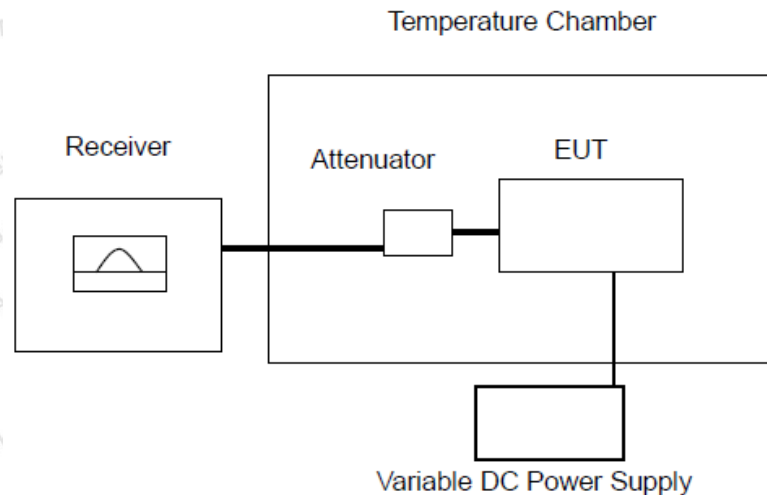 Temperature Chamber
Receiver
Attenuator
EUT
Variable DC Power Supply